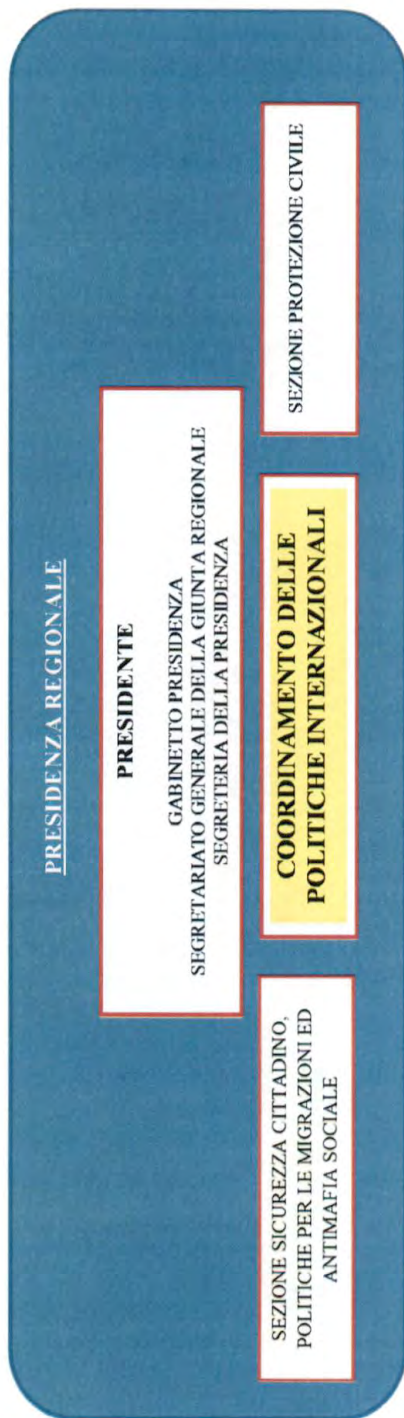 PRESIDENZA REGIONALE
PRESIDENTE
GABINETTO PRESIDENZA
SEGRETARIATO GENERALE DELLA GIUNTA REGIONALE
SEGRETERIA DELLA PRESIDENZA
SEZIONE SICUREZZA CITTADINO,
POLITICHE PER LE MIGRAZIONI ED
ANTIMAFIA SOCIALE
COORDINAMENTO DELLE
POLITICHE INTERNAZIONALI
SEZIONE PROTEZIONE CIVILE